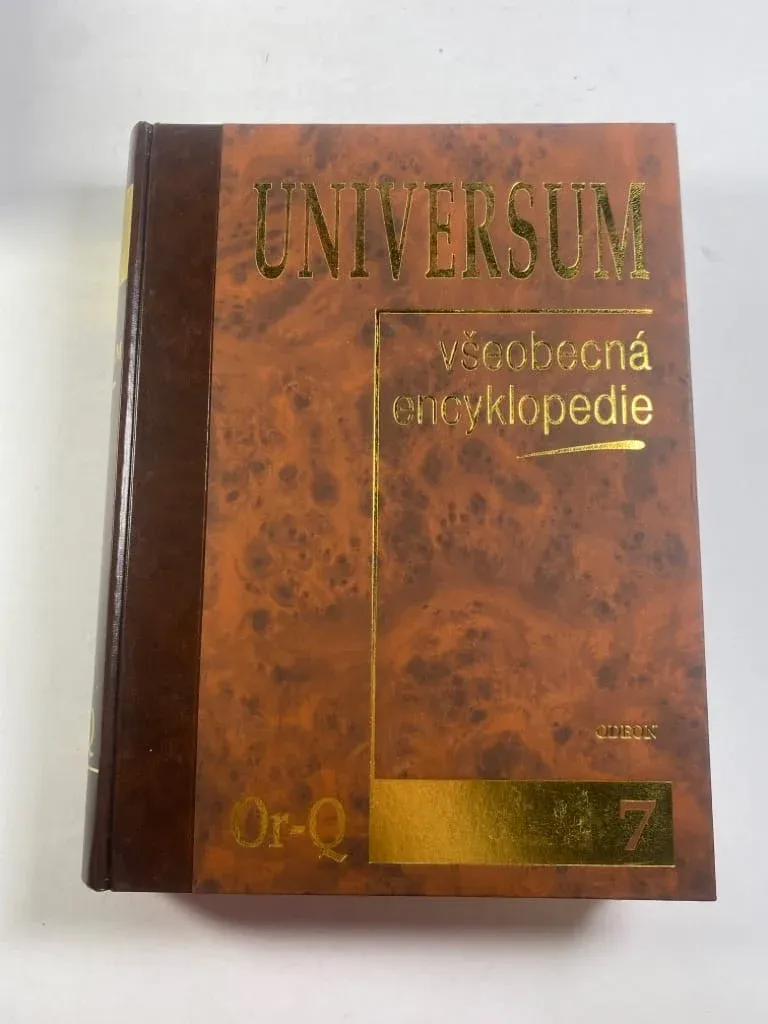 UNIVERSUM
všeobecná
encyklopedie
ODEON
Or-Q
7